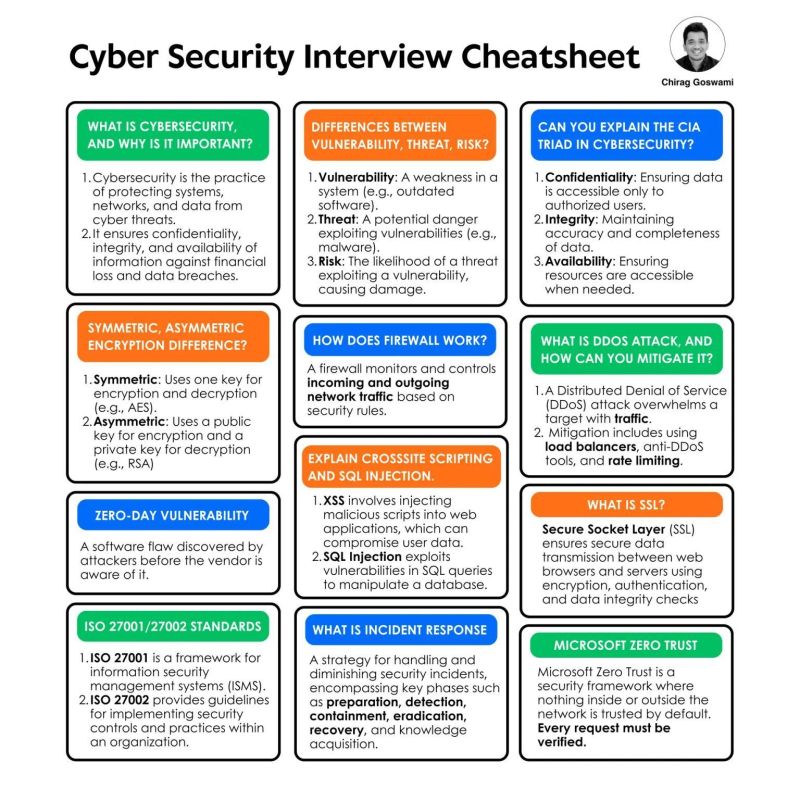 Cyber Security Interview Cheatsheet
Chirag Goswami
WHAT IS CYBERSECURITY,
AND WHY IS IT IMPORTANT?
1. Cybersecurity is the practice
of protecting systems,
networks, and data from
cyber threats.
2. It ensures confidentiality,
integrity, and availability of
information against financial
loss and data breaches.
DIFFERENCES BETWEEN
VULNERABILITY, THREAT, RISK?
1. Vulnerability: A weakness in a
system (e.g., outdated
software).
2. Threat: A potential danger
exploiting vulnerabilities (e.g.,
malware).
3. Risk: The likelihood of a threat
exploiting a vulnerability,
causing damage.
CAN YOU EXPLAIN THE CIA
TRIAD IN CYBERSECURITY?
1. Confidentiality: Ensuring data
is accessible only to
authorized users.
2. Integrity: Maintaining
accuracy and completeness
of data.
3. Availability: Ensuring
resources are accessible
when needed.
SYMMETRIC, ASYMMETRIC
ENCRYPTION DIFFERENCE?
1. Symmetric: Uses one key for
encryption and decryption
(e.g., AES).
2. Asymmetric: Uses a public
key for encryption and a
private key for decryption
(e.g., RSA)
HOW DOES FIREWALL WORK?
A firewall monitors and controls
incoming and outgoing
network traffic based on
security rules.
WHAT IS DDOS ATTACK, AND
HOW CAN YOU MITIGATE IT?
1. A Distributed Denial of Service
(DDoS) attack overwhelms a
target with traffic.
2. Mitigation includes using
load balancers, anti-DDoS
tools, and rate limiting.
EXPLAIN CROSSSITE SCRIPTING
AND SQL INJECTION.
1. XSS involves injecting
malicious scripts into web
applications, which can
compromise user data.
2. SQL Injection exploits
vulnerabilities in SQL queries
to manipulate a database.
ZERO-DAY VULNERABILITY
A software flaw discovered by
attackers before the vendor is
aware of it.
WHAT IS SSL?
Secure Socket Layer (SSL)
ensures secure data
transmission between web
browsers and servers using
encryption, authentication,
and data integrity checks
ISO 27001/27002 STANDARDS
1. ISO 27001 is a framework for
information security
management systems (ISMS).
2. ISO 27002 provides guidelines
for implementing security
controls and practices within
an organization.
WHAT IS INCIDENT RESPONSE
A strategy for handling and
diminishing security incidents,
encompassing key phases such
as preparation, detection,
containment, eradication,
recovery, and knowledge
acquisition.
MICROSOFT ZERO TRUST
Microsoft Zero Trust is a
security framework where
nothing inside or outside the
network is trusted by default.
Every request must be
verified.